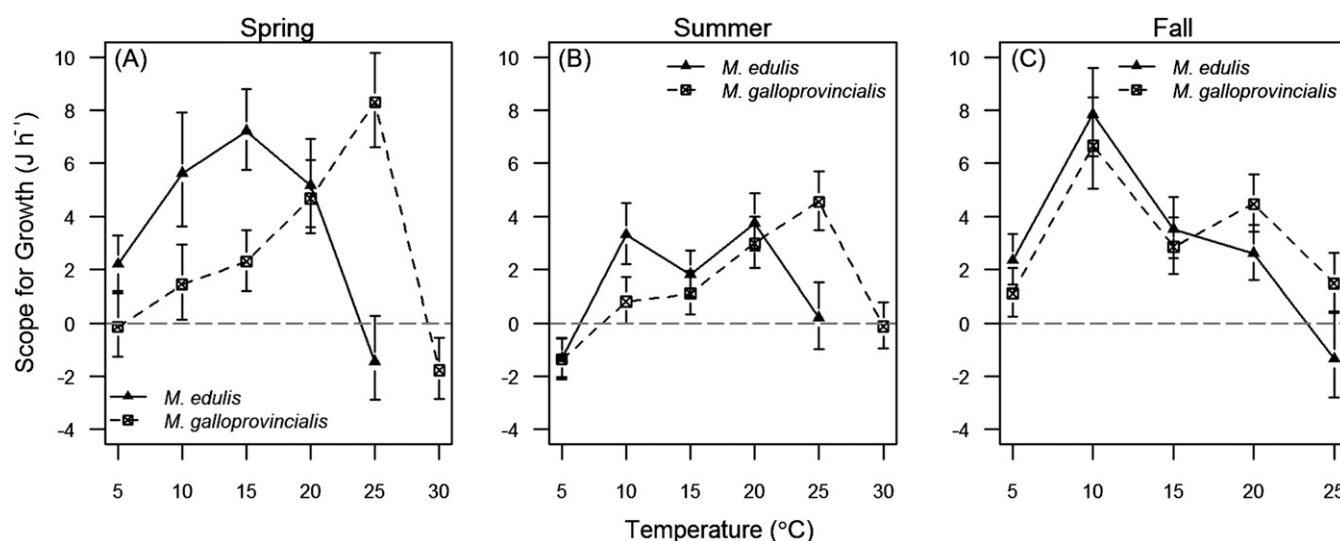 Spring
Summer
Fall
(A)
(B)
(C)
M. edulis
M. galloprovincialis
M. edulis
M. galloprovincialis
M. edulis
M. galloprovincialis
Scope for Growth (J h⁻¹)
10
8
6
4
2
0
-2
-4
10
8
6
4
2
0
-2
-4
10
8
6
4
2
0
-2
-4
5 10 15 20 25 30
5 10 15 20 25 30
5 10 15 20 25
Temperature (°C)